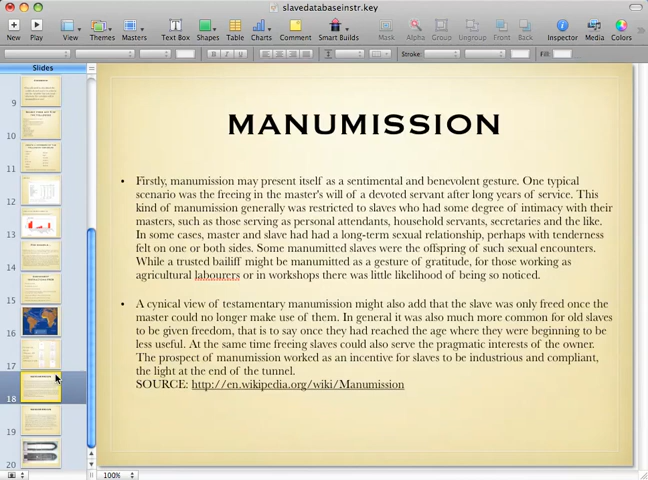 slavedatabaseinstr.key
New Play View Themes Masters Text Box Shapes Table Charts Comment Smart Builds Mask Alpha Group Ungroup Front Back Inspector Media Colors
B I U Stroke: Fill:
Slides
MANUMISSION
• Firstly, manumission may present itself as a sentimental and benevolent gesture. One typical
scenario was the freeing in the master's will of a devoted servant after long years of service. This
kind of manumission generally was restricted to slaves who had some degree of intimacy with their
masters, such as those serving as personal attendants, household servants, secretaries and the like.
In some cases, master and slave had had a long-term sexual relationship, perhaps with tenderness
felt on one or both sides. Some manumitted slaves were the offspring of such sexual encounters.
While a trusted bailiff might be manumitted as a gesture of gratitude, for those working as
agricultural labourers or in workshops there was little likelihood of being so noticed.
• A cynical view of testamentary manumission might also add that the slave was only freed once the
master could no longer make use of them. In general it was also much more common for old slaves
to be given freedom, that is to say once they had reached the age where they were beginning to be
less useful. At the same time freeing slaves could also serve the pragmatic interests of the owner.
The prospect of manumission worked as an incentive for slaves to be industrious and compliant,
the light at the end of the tunnel.
SOURCE: http://en.wikipedia.org/wiki/Manumission
9
10
11
12
13
14
15
16
17
18
19
20
100%